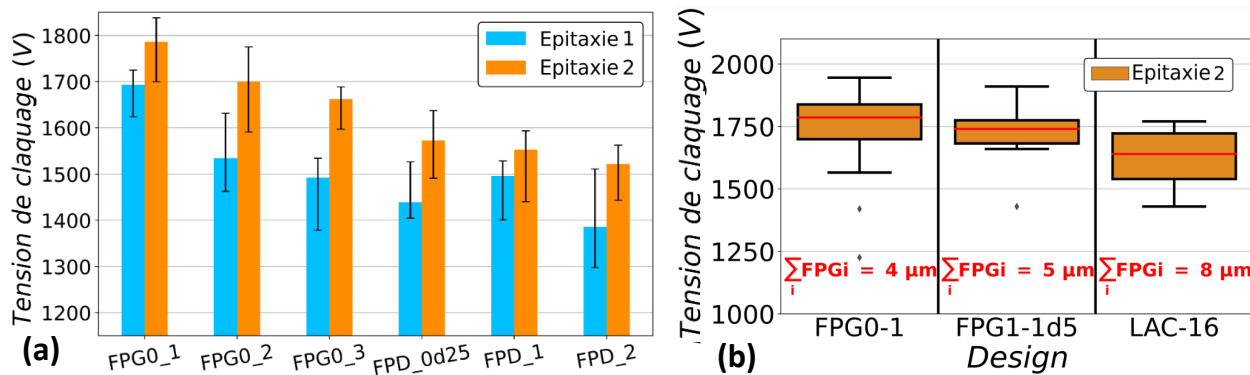 Tension de claquage (V)
1800
1700
1600
1500
1400
1300
1200
Epitaxie 1
Epitaxie 2
FPG0_1
FPG0_2
FPG0_3
FPD_0d25
FPD_1
FPD_2
(a)
Tension de claquage (V)
2000
1750
1500
1250
1000
Epitaxie 2
∑i FPGi = 4 µm
∑i FPGi = 5 µm
∑i FPGi = 8 µm
FPG0-1
FPG1-1d5
LAC-16
Design
(b)